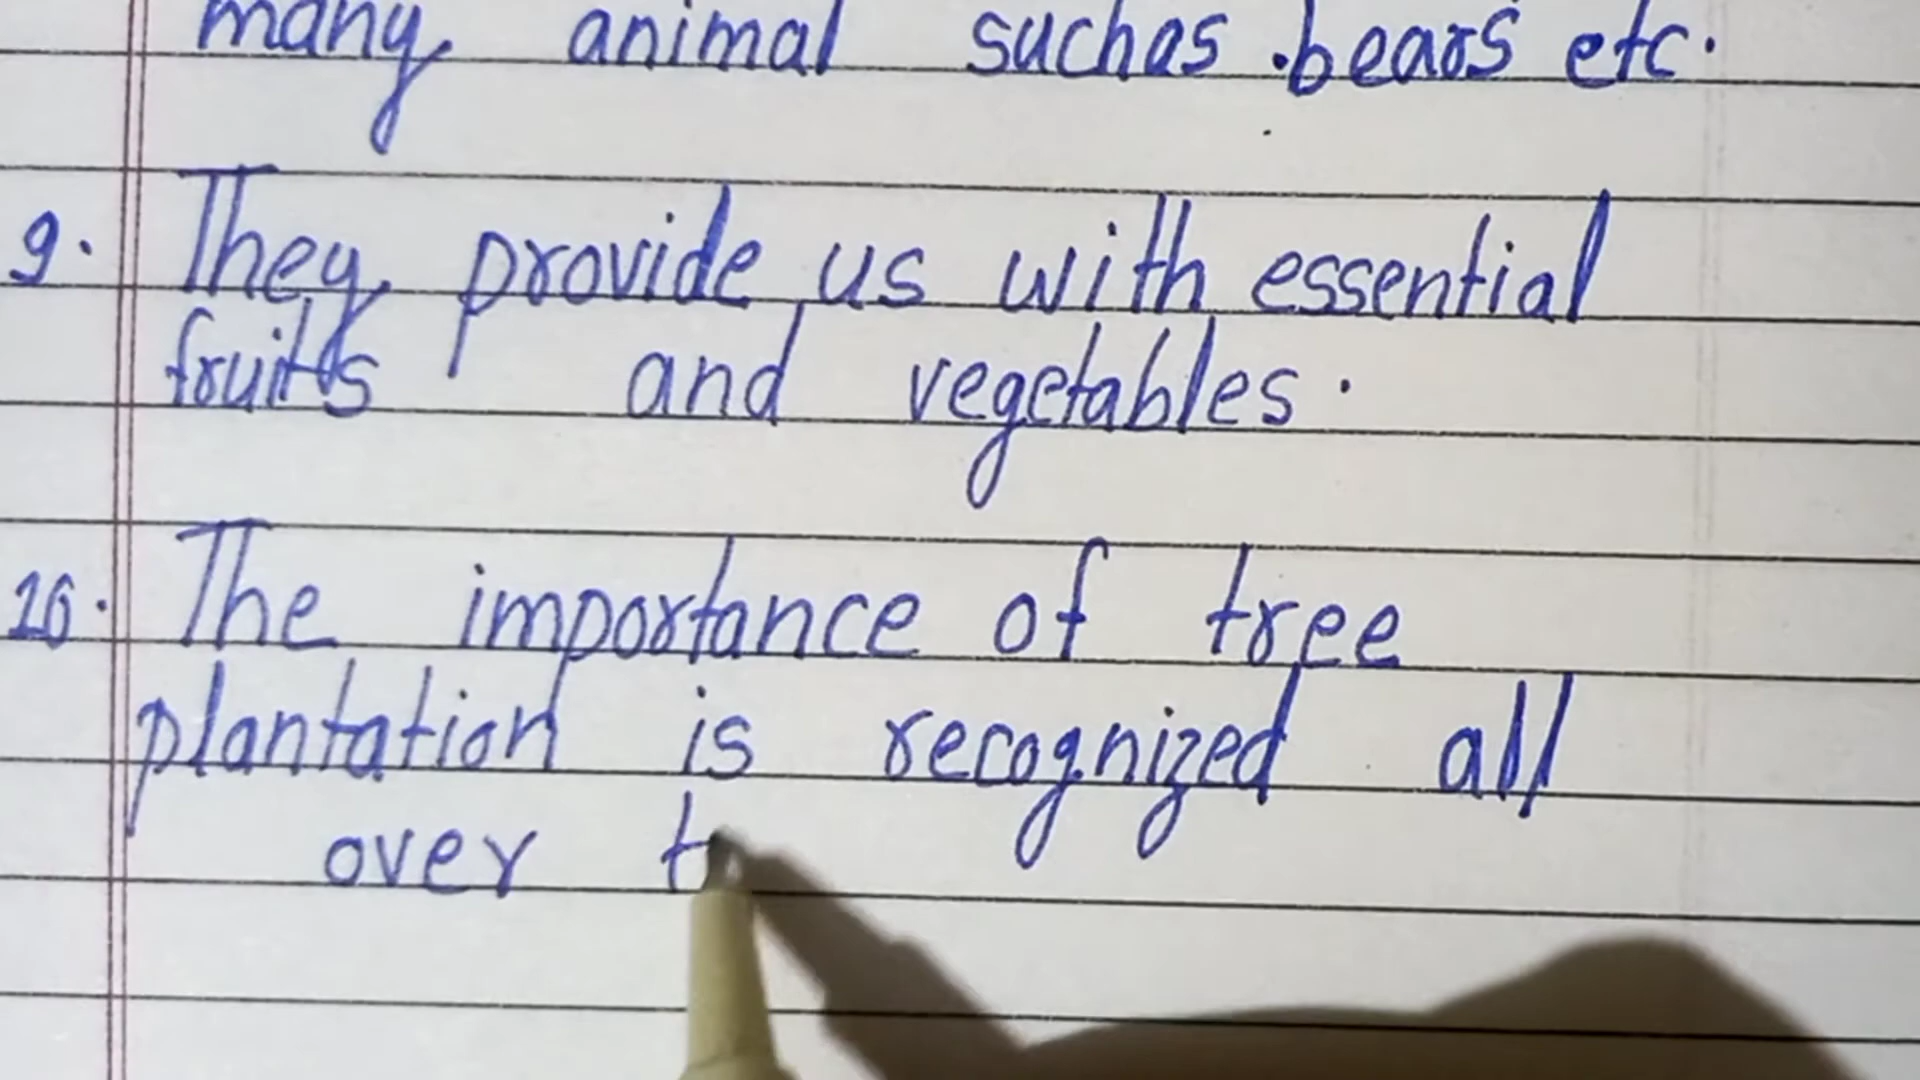 many animal suchas .bears etc.
9. They provide us with essential
fruits and vegetables.
10. The importance of tree
plantation is recognized all
over t